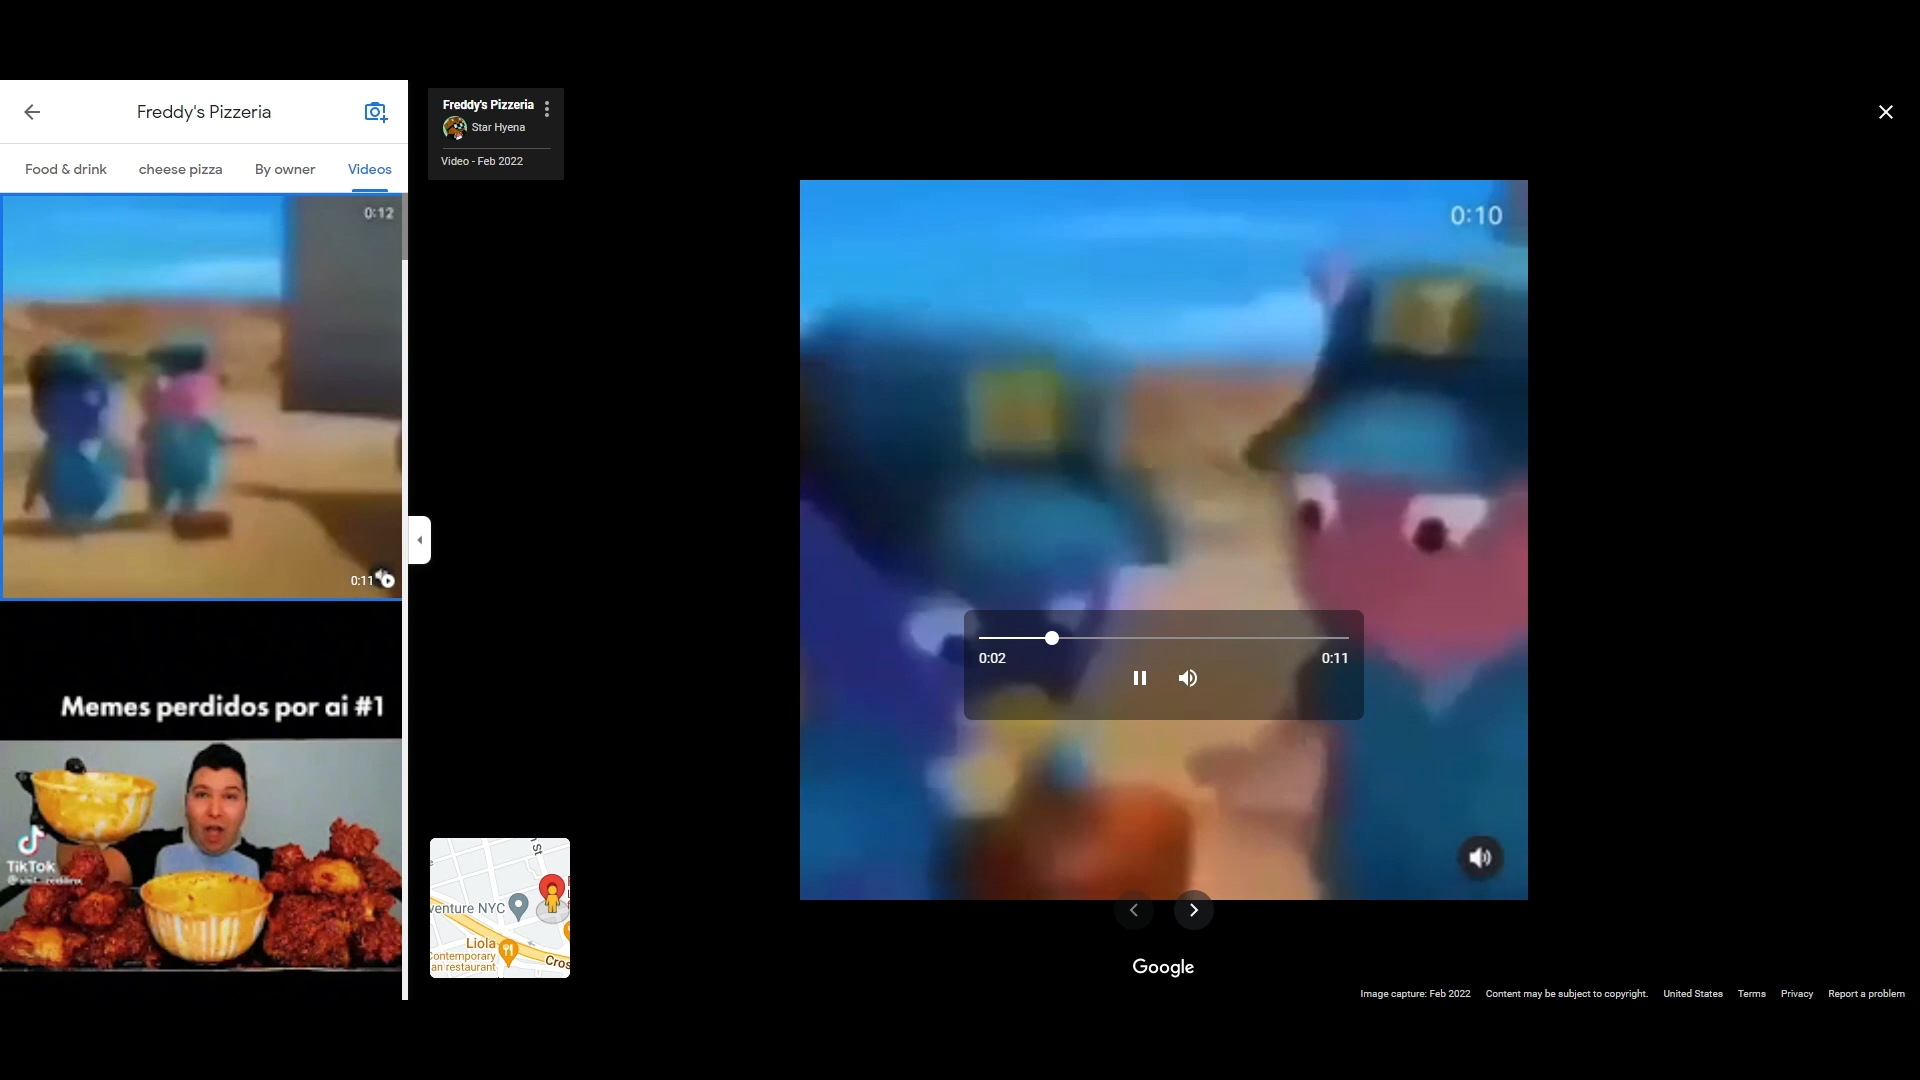 Freddy's Pizzeria
Food & drink
cheese pizza
By owner
Videos
0:12
0:11
Memes perdidos por ai #1
TikTok
Freddy's Pizzeria
Star Hyena
Video - Feb 2022
0:10
0:02
0:11
St
venture NYC
Liola
Contemporary
an restaurant
Cros
Google
Image capture: Feb 2022
Content may be subject to copyright.
United States
Terms
Privacy
Report a problem